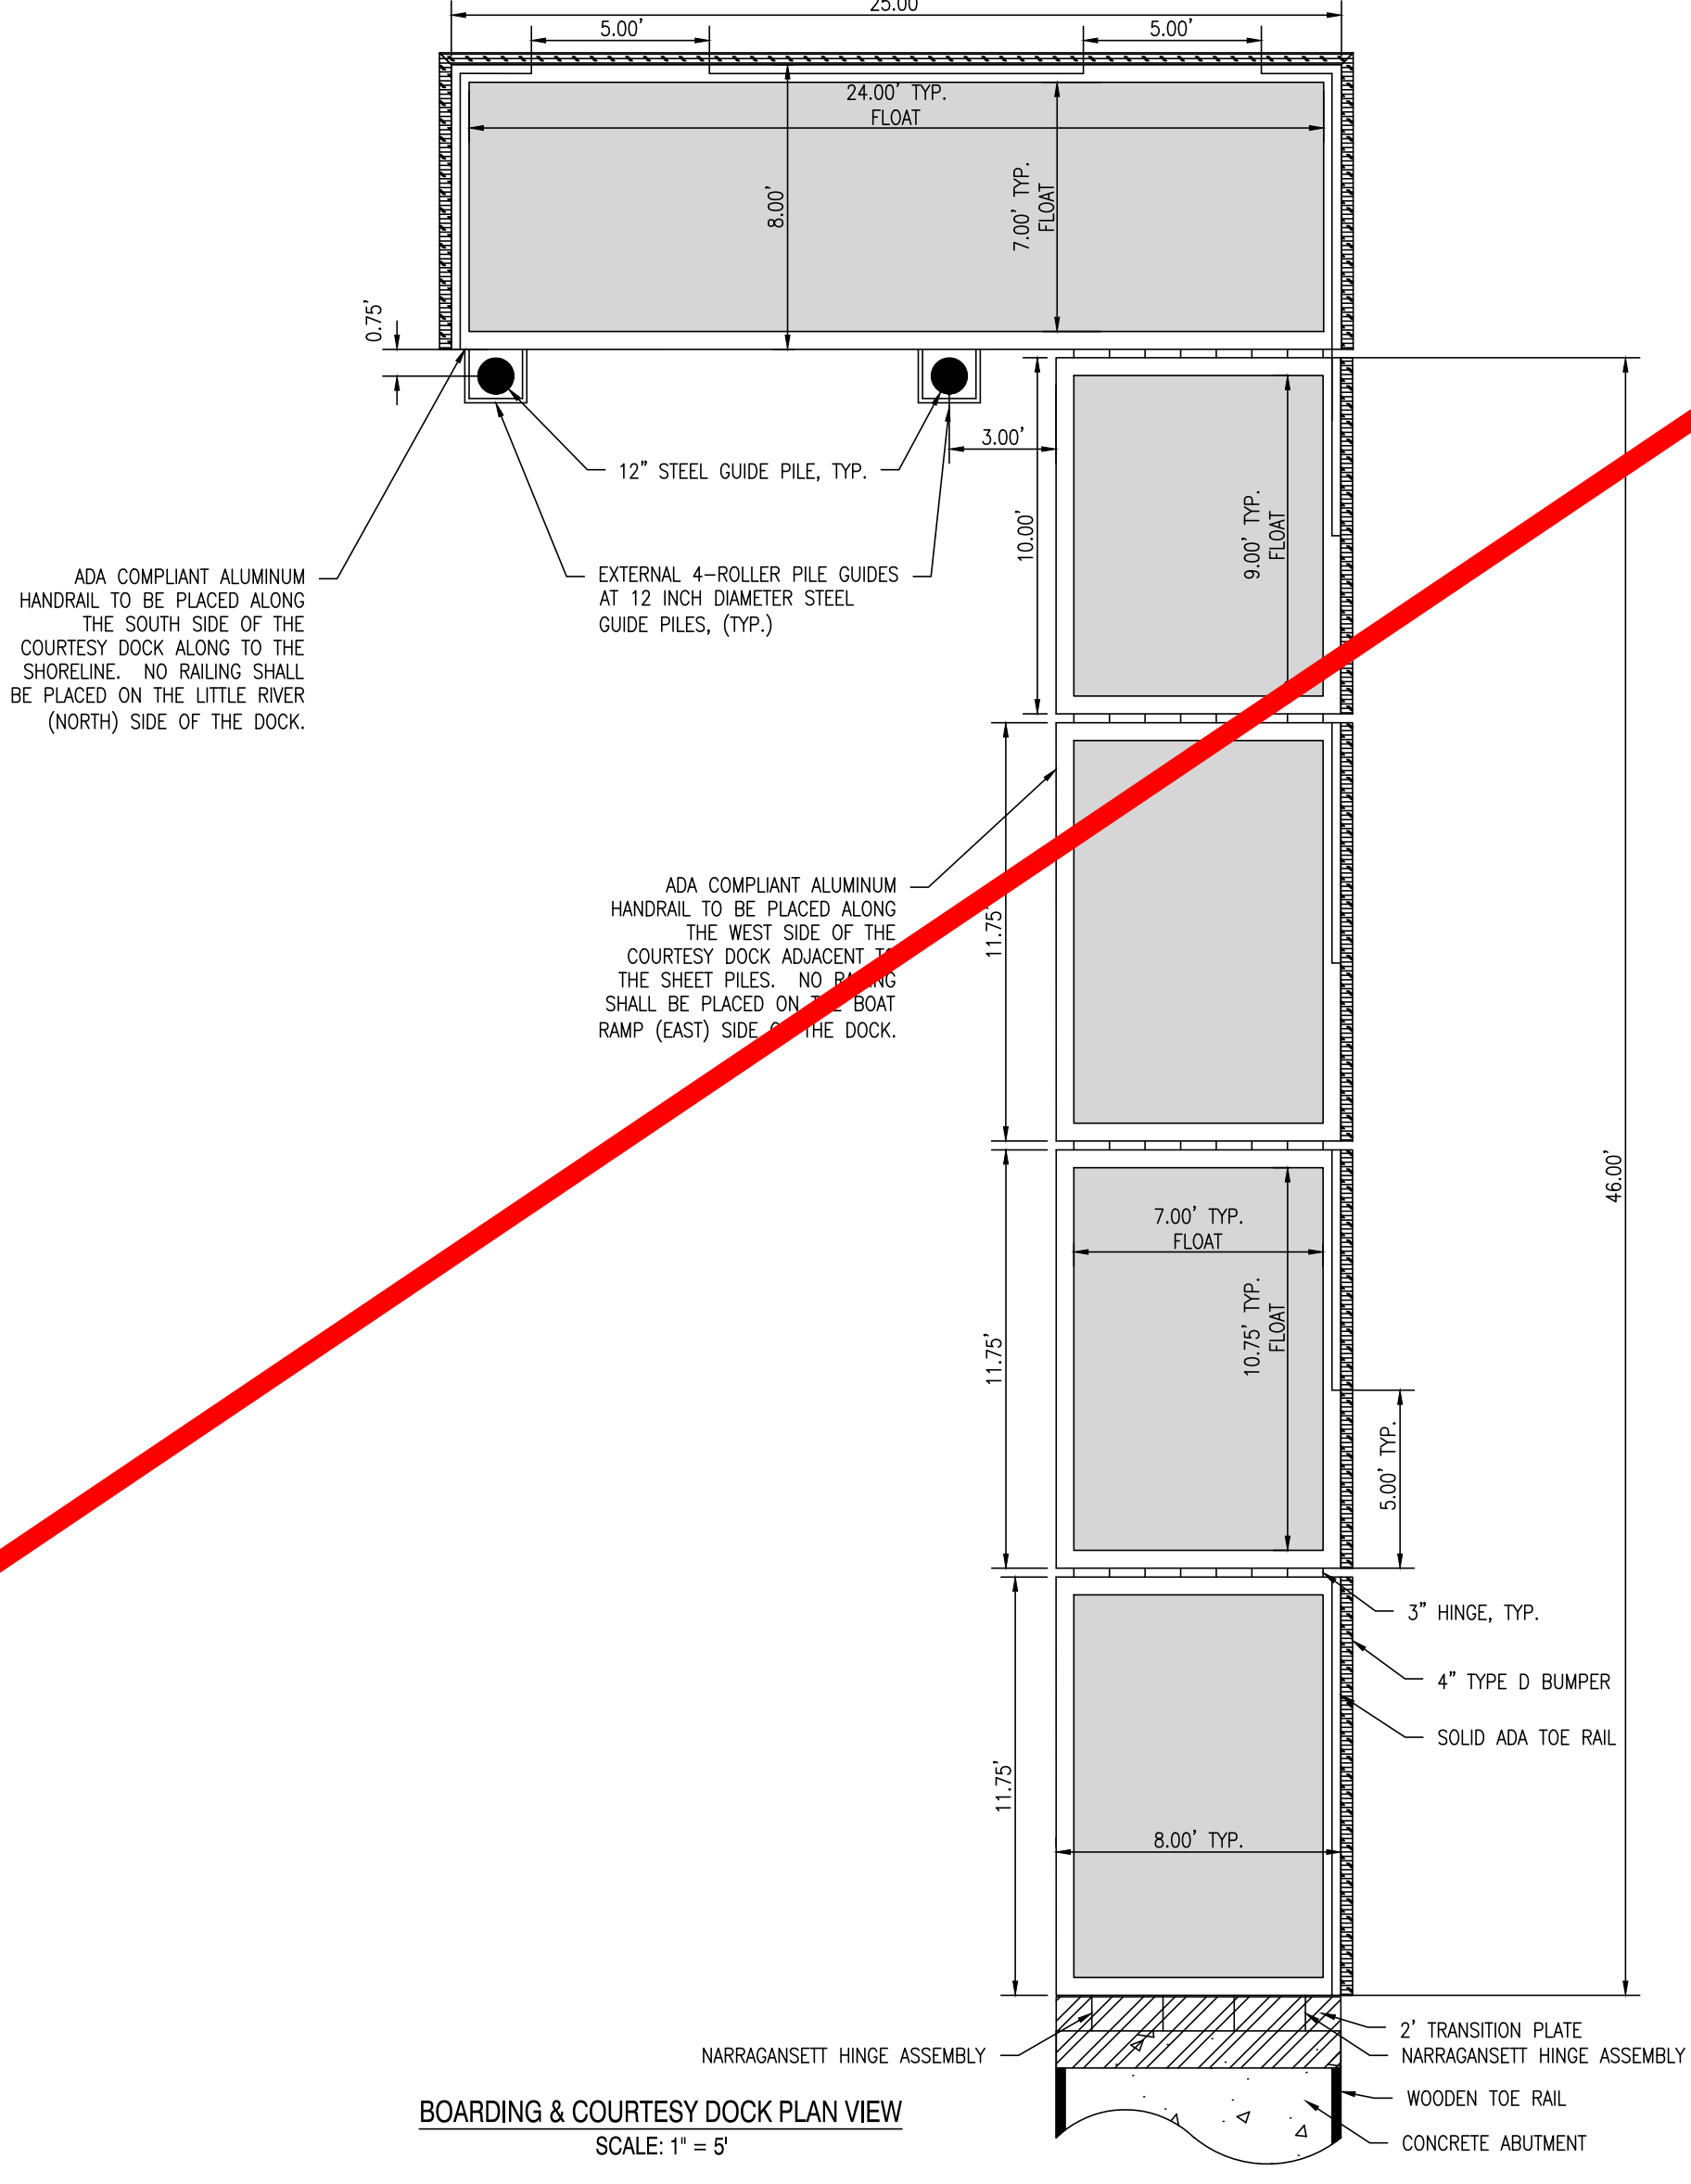 25.00'
5.00'
5.00'
24.00' TYP.
FLOAT
8.00'
7.00' TYP.
FLOAT
0.75'
3.00'
12" STEEL GUIDE PILE, TYP.
10.00'
9.00' TYP.
FLOAT
ADA COMPLIANT ALUMINUM
HANDRAIL TO BE PLACED ALONG
THE SOUTH SIDE OF THE
COURTESY DOCK ALONG TO THE
SHORELINE. NO RAILING SHALL
BE PLACED ON THE LITTLE RIVER
(NORTH) SIDE OF THE DOCK.
EXTERNAL 4-ROLLER PILE GUIDES
AT 12 INCH DIAMETER STEEL
GUIDE PILES, (TYP.)
ADA COMPLIANT ALUMINUM
HANDRAIL TO BE PLACED ALONG
THE WEST SIDE OF THE
COURTESY DOCK ADJACENT TO
THE SHEET PILES. NO RAILING
SHALL BE PLACED ON THE BOAT
RAMP (EAST) SIDE OF THE DOCK.
11.75'
46.00'
7.00' TYP.
FLOAT
10.75' TYP.
FLOAT
11.75'
5.00' TYP.
3" HINGE, TYP.
4" TYPE D BUMPER
SOLID ADA TOE RAIL
11.75'
8.00' TYP.
2' TRANSITION PLATE
NARRAGANSETT HINGE ASSEMBLY
NARRAGANSETT HINGE ASSEMBLY
WOODEN TOE RAIL
CONCRETE ABUTMENT
BOARDING & COURTESY DOCK PLAN VIEW
SCALE: 1" = 5'